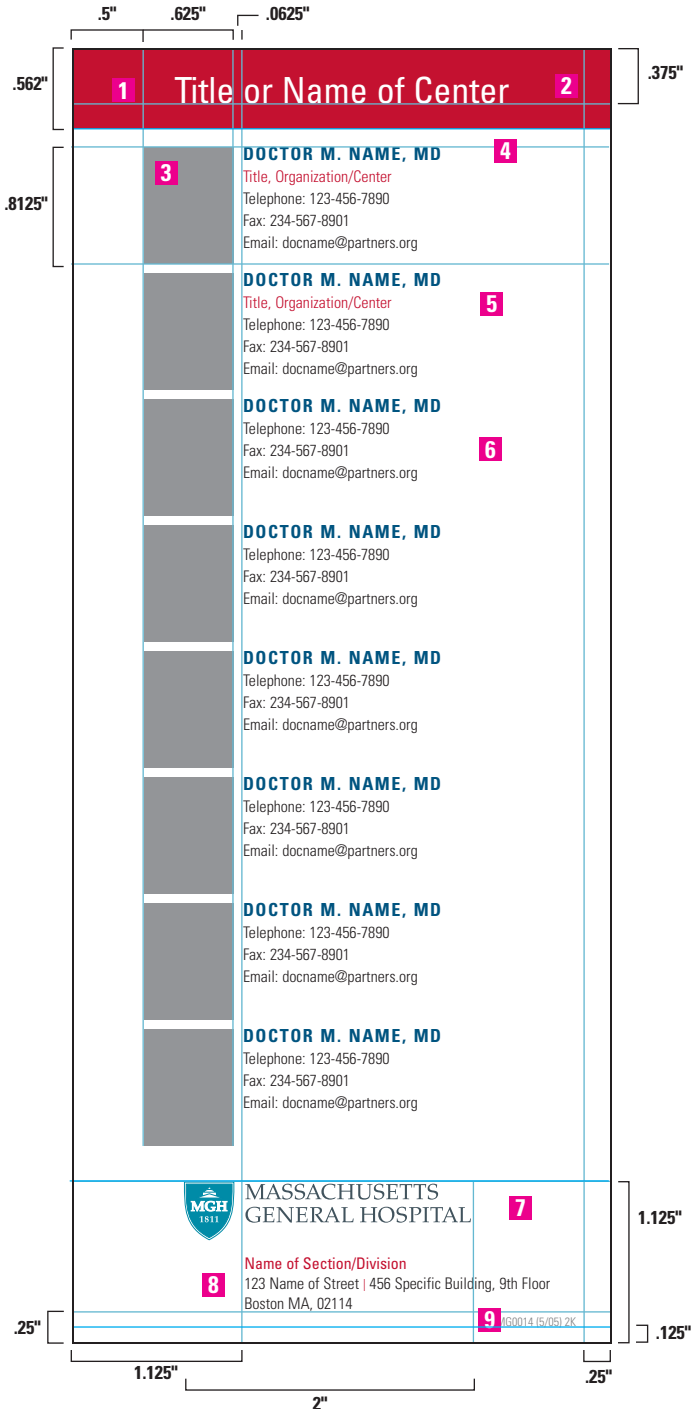 .5" .625" .0625"
.562" 1 Title or Name of Center 2 .375"
3 DOCTOR M. NAME, MD 4
Title, Organization/Center
.8125" Telephone: 123-456-7890
Fax: 234-567-8901
Email: docname@partners.org
DOCTOR M. NAME, MD
Title, Organization/Center 5
Telephone: 123-456-7890
Fax: 234-567-8901
Email: docname@partners.org
DOCTOR M. NAME, MD
Telephone: 123-456-7890
Fax: 234-567-8901 6
Email: docname@partners.org
DOCTOR M. NAME, MD
Telephone: 123-456-7890
Fax: 234-567-8901
Email: docname@partners.org
DOCTOR M. NAME, MD
Telephone: 123-456-7890
Fax: 234-567-8901
Email: docname@partners.org
DOCTOR M. NAME, MD
Telephone: 123-456-7890
Fax: 234-567-8901
Email: docname@partners.org
DOCTOR M. NAME, MD
Telephone: 123-456-7890
Fax: 234-567-8901
Email: docname@partners.org
DOCTOR M. NAME, MD
Telephone: 123-456-7890
Fax: 234-567-8901
Email: docname@partners.org
MGH
1811
MASSACHUSETTS
GENERAL HOSPITAL 7 1.125"
Name of Section/Division
8 123 Name of Street | 456 Specific Building, 9th Floor
Boston MA, 02114
.25" 9 (5/05) 2K .125"
1.125" .25"
2"